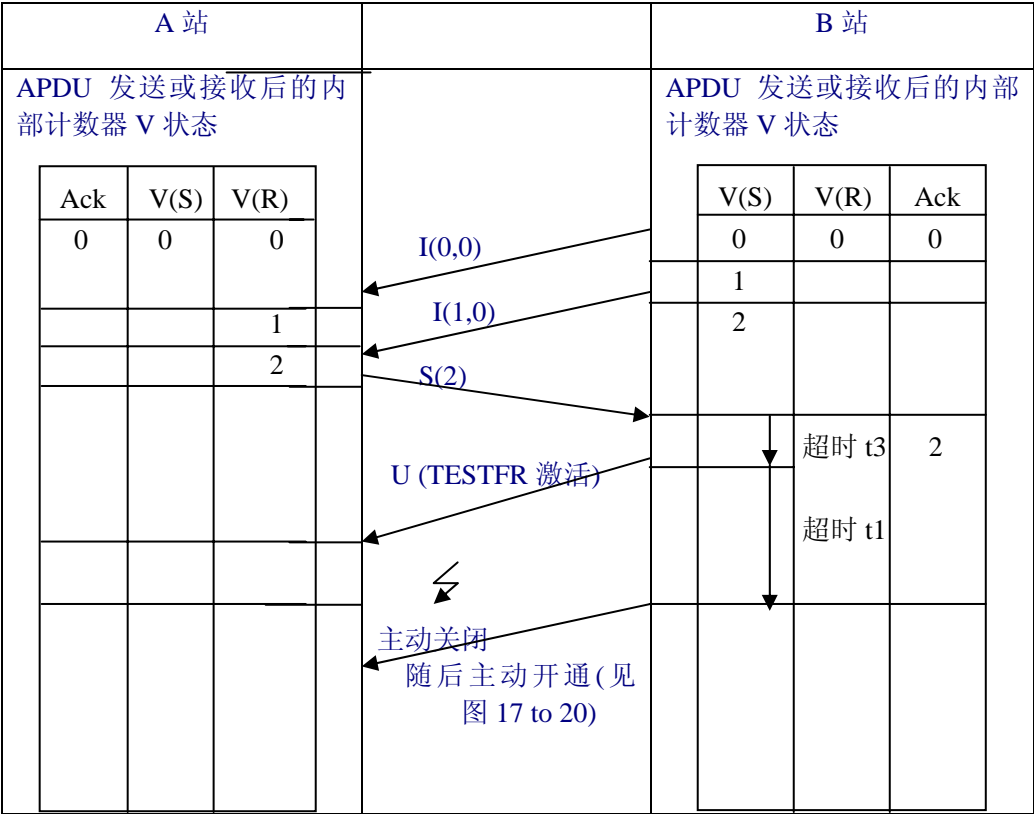 A 站
B 站
APDU 发送或接收后的内
部计数器 V 状态
APDU 发送或接收后的内部
计数器 V 状态
Ack V(S) V(R)
V(S) V(R) Ack
0 0 0
I(0,0)
0 0 0
1
I(1,0)
1
2
2
S(2)
超时 t3 2
U (TESTFR 激活)
超时 t1
主动关闭
随后主动开通(见
图 17 to 20)